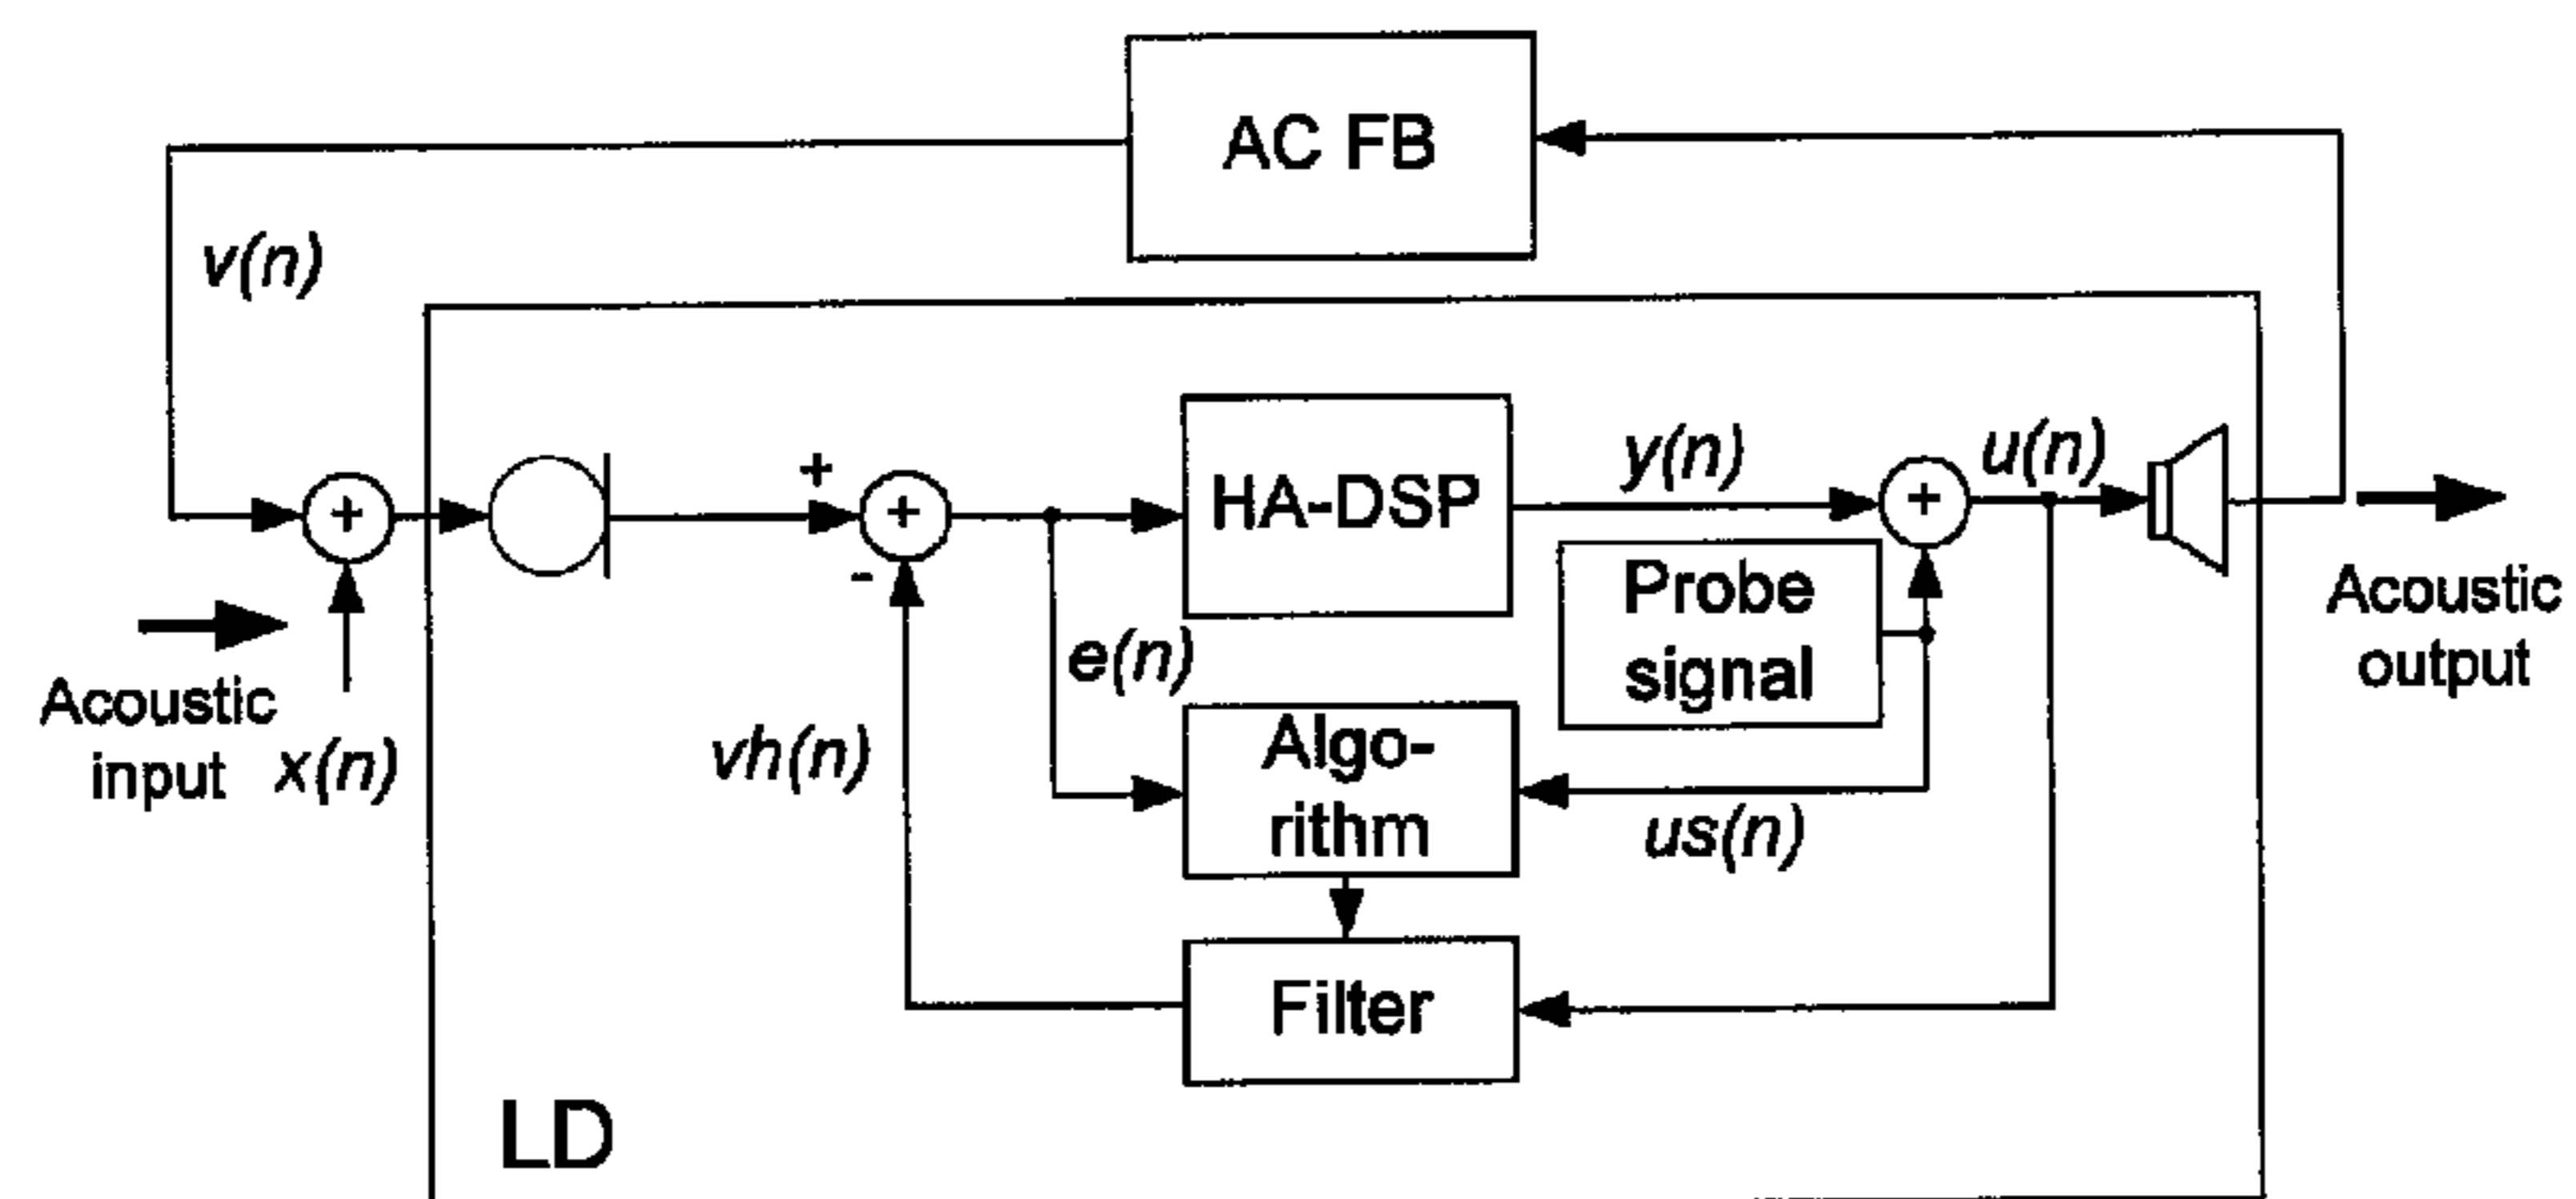 AC FB
v(n)
+
-
+
+
+
HA-DSP
y(n)
u(n)
Probe
signal
Acoustic
input
x(n)
e(n)
vh(n)
Algo-
rithm
us(n)
Acoustic
output
Filter
LD